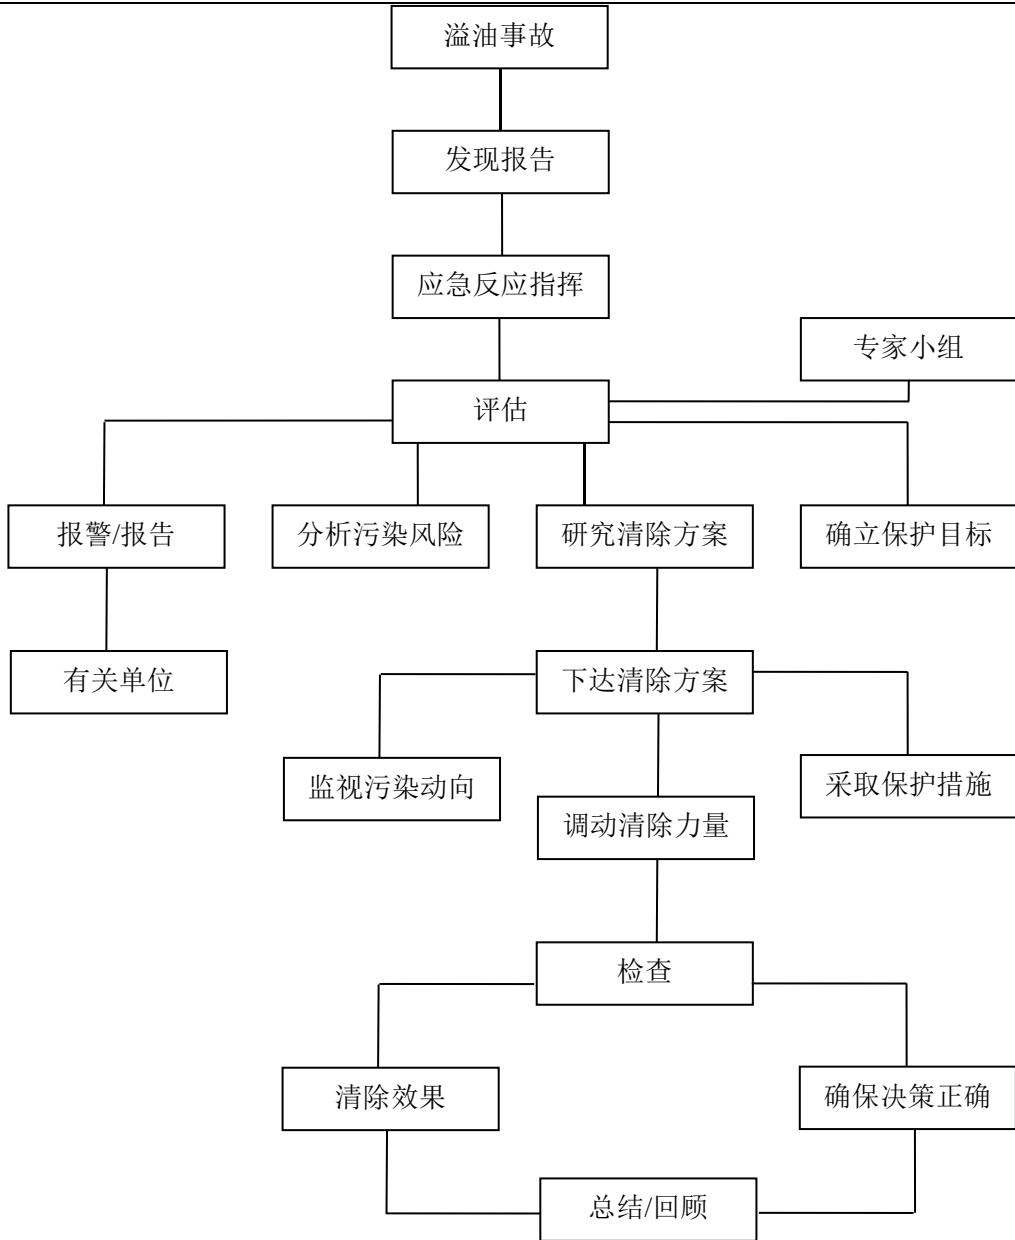 溢油事故
发现报告
应急反应指挥
专家小组
评估
报警/报告
分析污染风险
研究清除方案
确立保护目标
有关单位
下达清除方案
监视污染动向
采取保护措施
调动清除力量
检查
清除效果
确保决策正确
总结/回顾